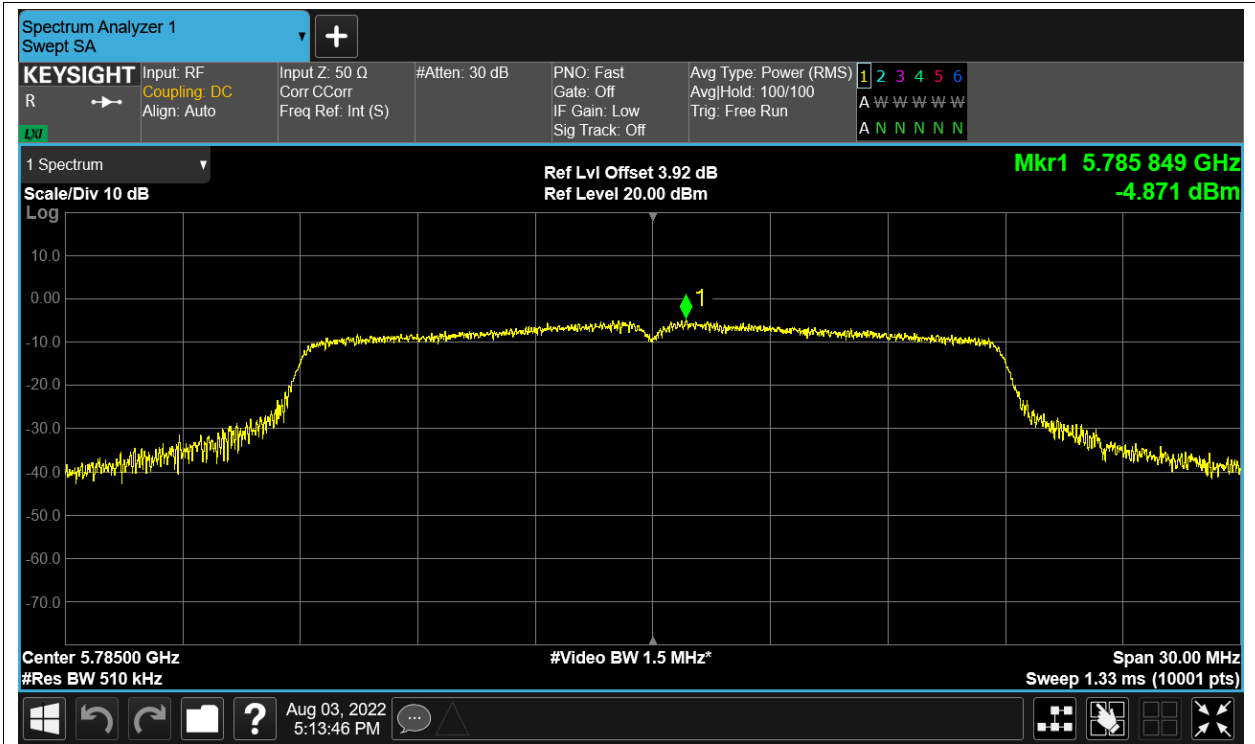 Spectrum Analyzer 1
Swept SA
KEYSIGHT
R
LXI
Input: RF
Coupling: DC
Align: Auto
Input Z: 50 Ω
Corr CCorr
Freq Ref: Int (S)
#Atten: 30 dB
PNO: Fast
Gate: Off
IF Gain: Low
Sig Track: Off
Avg Type: Power (RMS)
Avg|Hold: 100/100
Trig: Free Run
1 2 3 4 5 6
A W W W W W
A N N N N N
1 Spectrum
Scale/Div 10 dB
Log
Ref Lvl Offset 3.92 dB
Ref Level 20.00 dBm
Mkr1 5.785 849 GHz
-4.871 dBm
10.0
0.00
-10.0
-20.0
-30.0
-40.0
-50.0
-60.0
-70.0
1
Center 5.78500 GHz
#Res BW 510 kHz
#Video BW 1.5 MHz*
Span 30.00 MHz
Sweep 1.33 ms (10001 pts)
?
Aug 03, 2022
5:13:46 PM